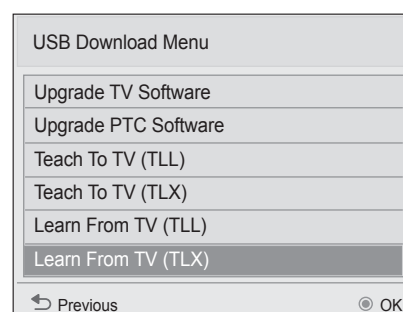 USB Download Menu
Upgrade TV Software
Upgrade PTC Software
Teach To TV (TLL)
Teach To TV (TLX)
Learn From TV (TLL)
Learn From TV (TLX)
Previous OK